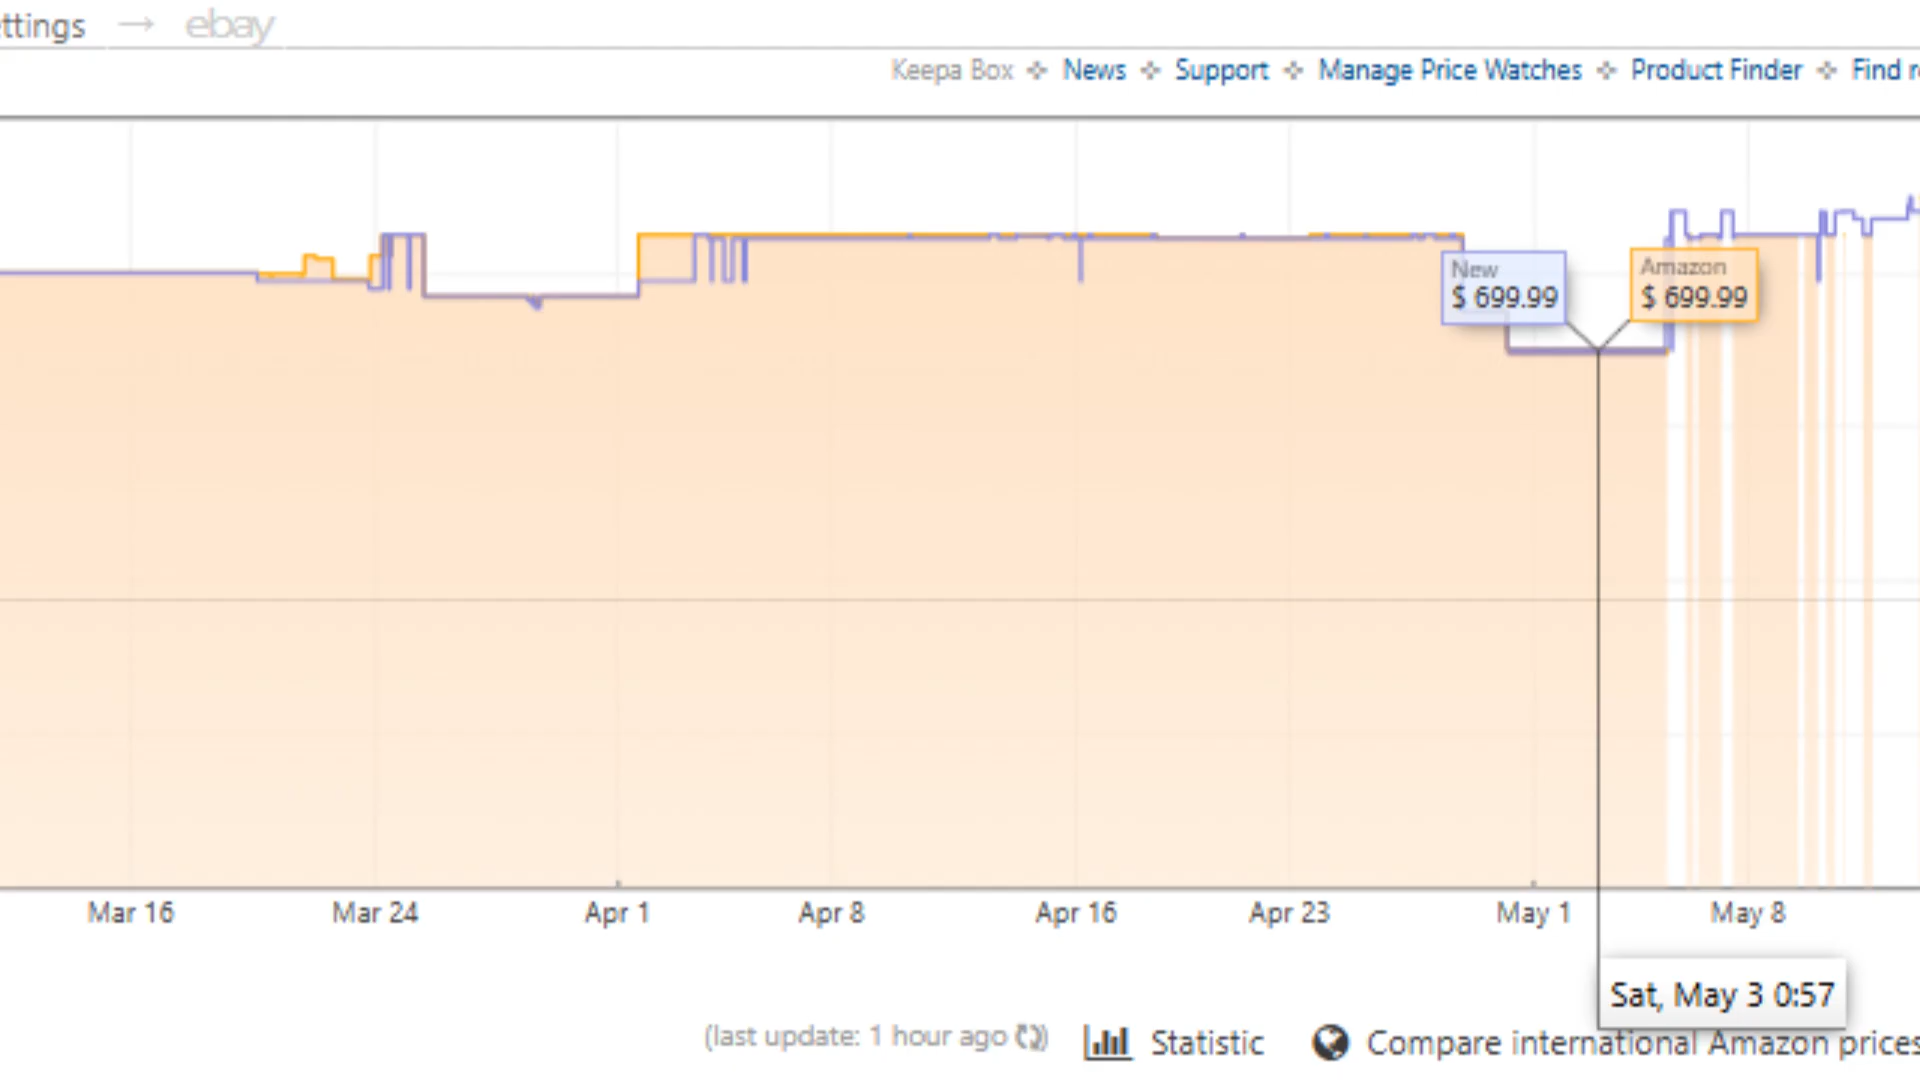 ttings → ebay
Keepa Box ✧ News ✧ Support ✧ Manage Price Watches ✧ Product Finder ✧ Find r
New
$ 699.99
Amazon
$ 699.99
Mar 16 Mar 24 Apr 1 Apr 8 Apr 16 Apr 23 May 1 May 8
Sat, May 3 0:57
(last update: 1 hour ago) Statistic Compare international Amazon prices